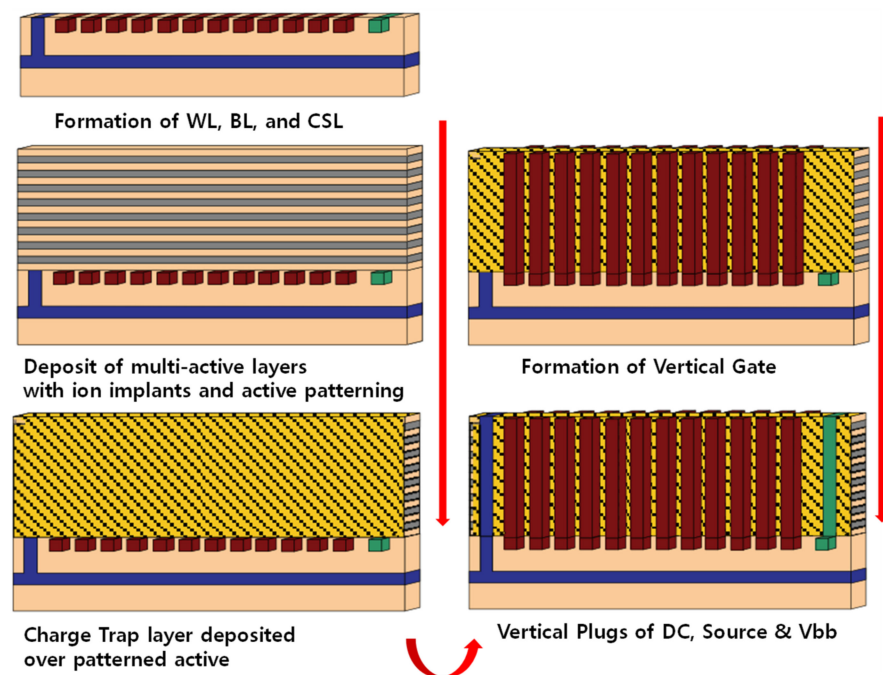 Formation of WL, BL, and CSL
Deposit of multi-active layers
with ion implants and active patterning
Charge Trap layer deposited
over patterned active
Formation of Vertical Gate
Vertical Plugs of DC, Source & Vbb